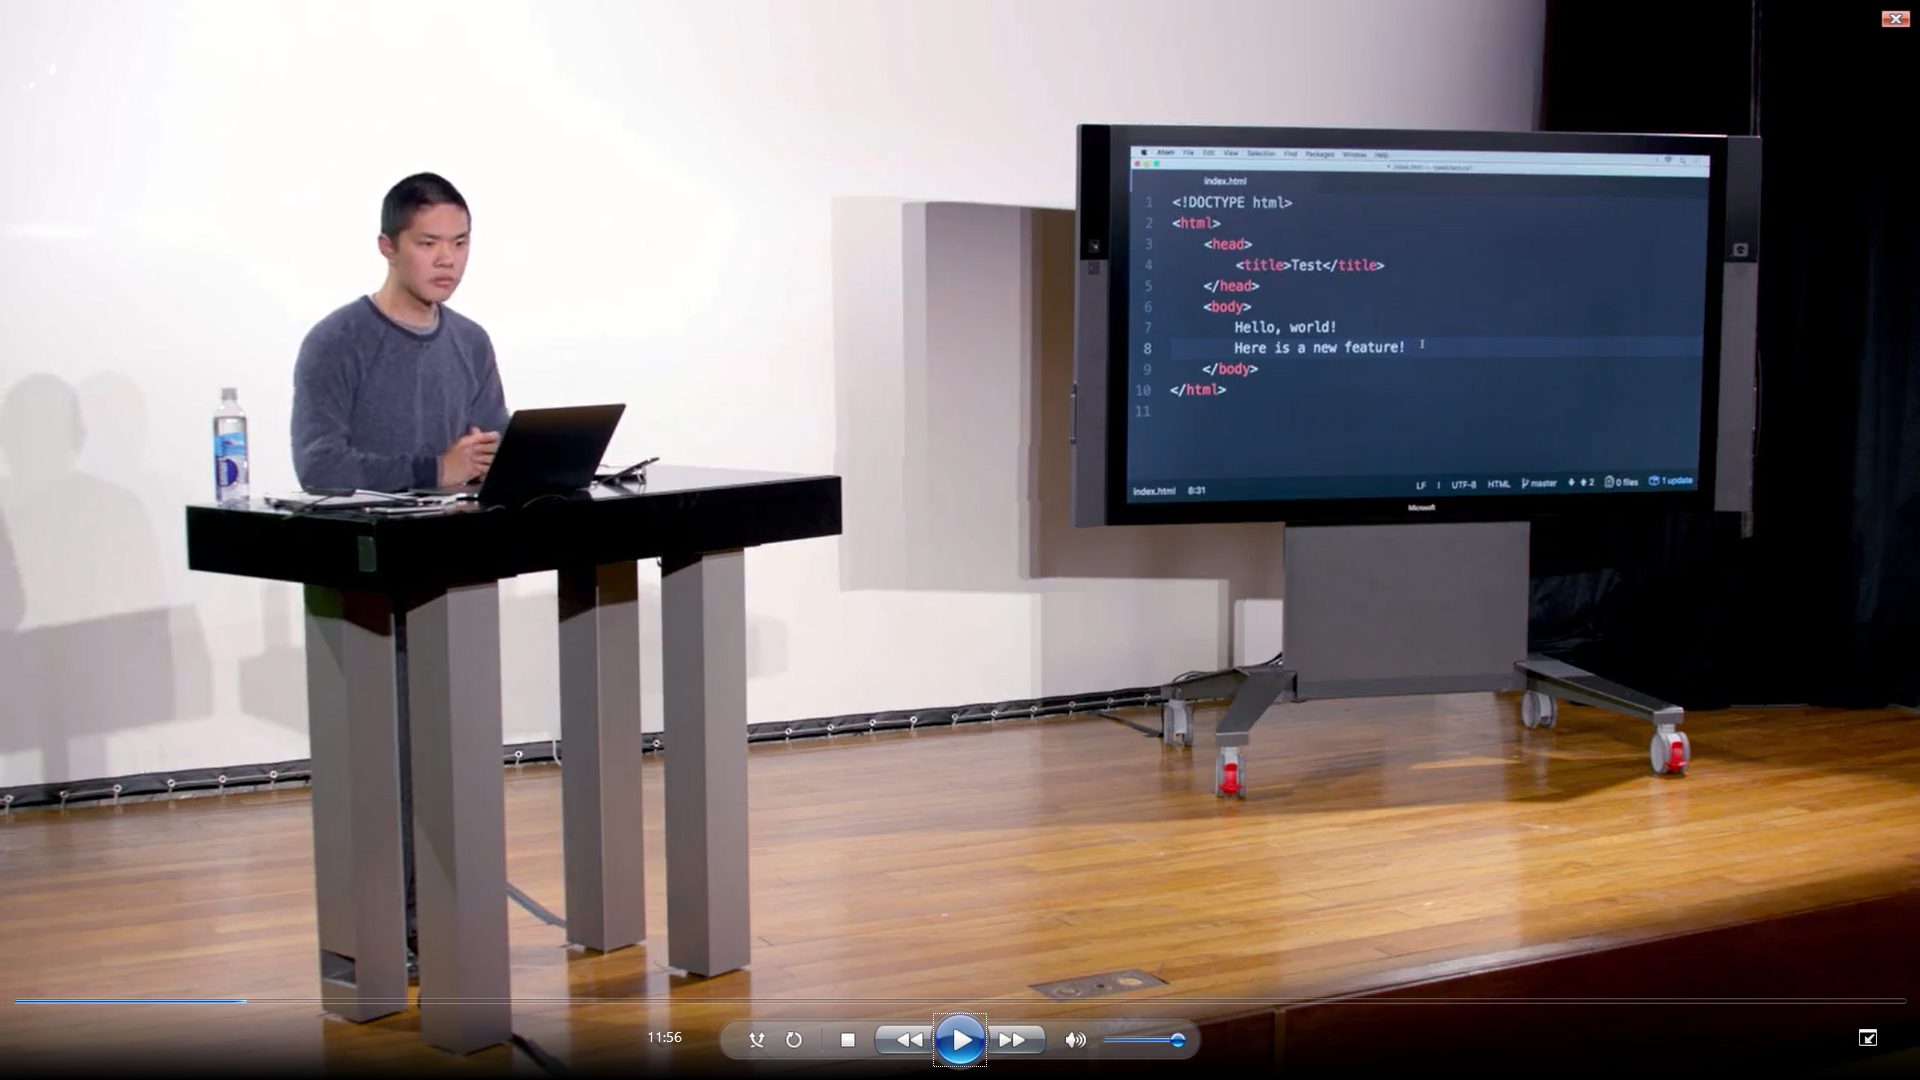 Atom File Edit View Selection Find Packages Window Help
index.html
1 <!DOCTYPE html>
2 <html>
3 <head>
4 <title>Test</title>
5 </head>
6 <body>
7 Hello, world!
8 Here is a new feature!
9 </body>
10 </html>
11
index.html 8:31 LF UTF-8 HTML master 2 0 files 1 update
Microsoft
11:56